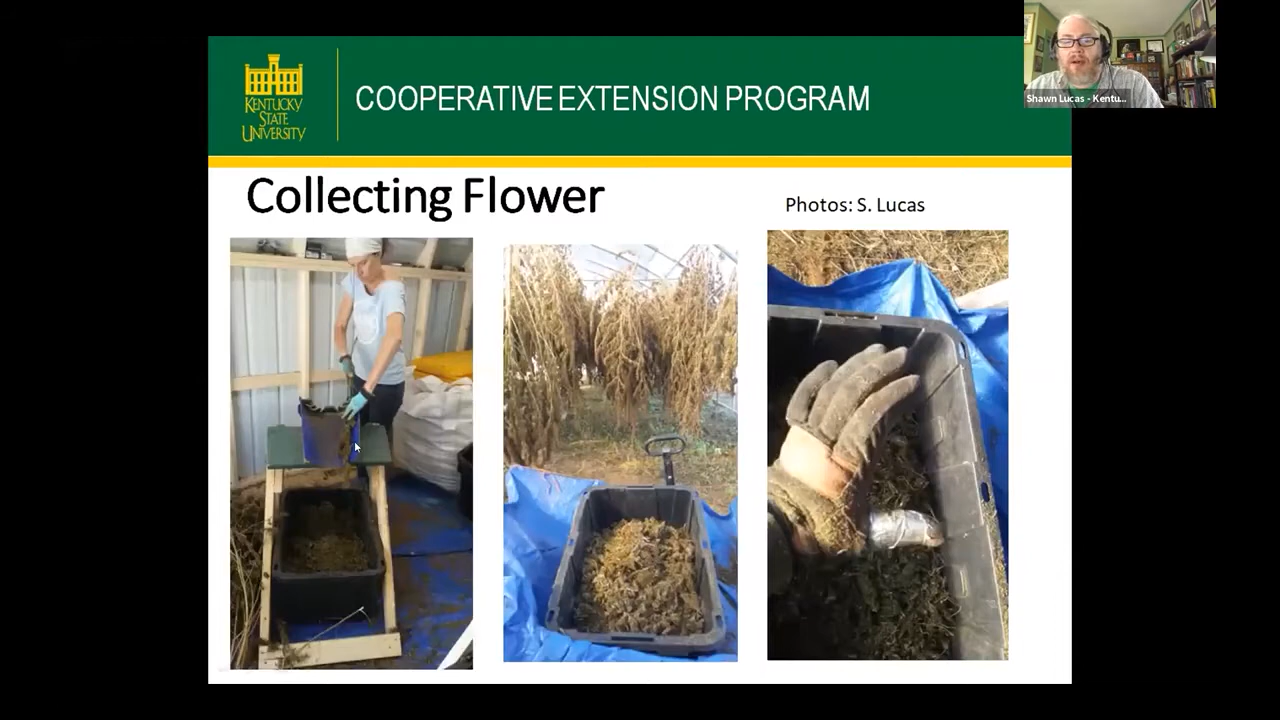 KENTUCKY
STATE
UNIVERSITY
COOPERATIVE EXTENSION PROGRAM
Shawn Lucas - Kentu...
Collecting Flower
Photos: S. Lucas